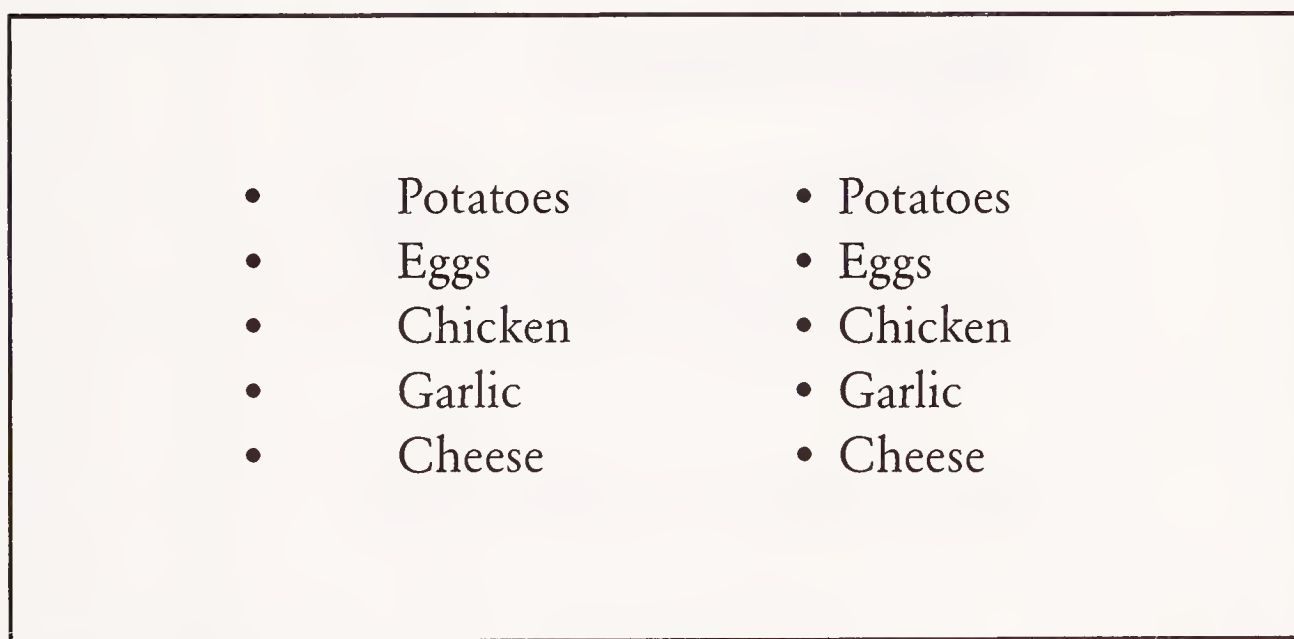 • Potatoes
• Eggs
• Chicken
• Garlic
• Cheese
• Potatoes
• Eggs
• Chicken
• Garlic
• Cheese